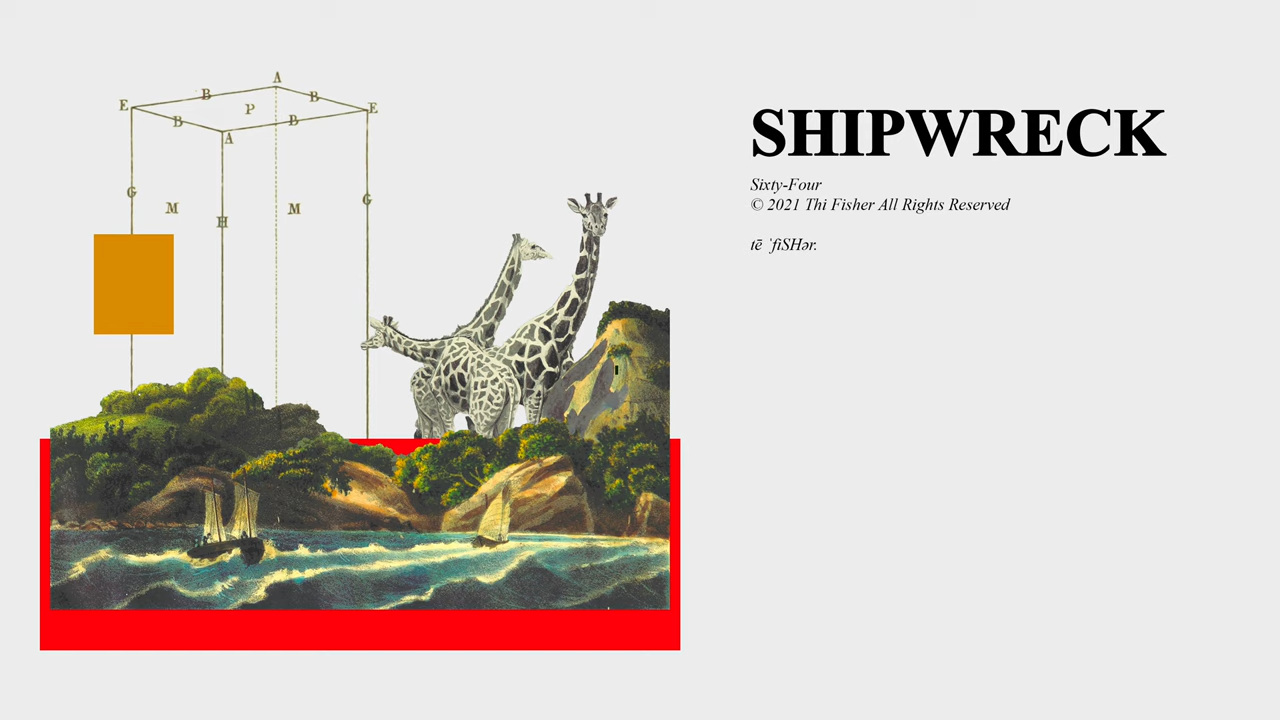 A
E B B E
P
B B
A
G G
M M
H
SHIPWRECK
Sixty-Four
© 2021 Thi Fisher All Rights Reserved
tē ˈfiSHər.